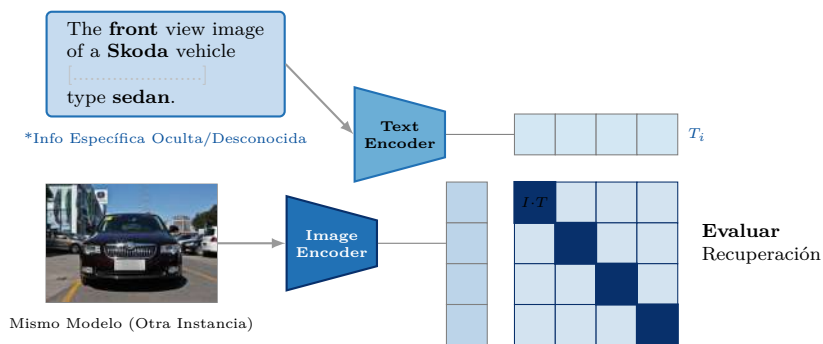 The front view image
of a Skoda vehicle
[....................]
type sedan.
*Info Específica Oculta/Desconocida
Text
Encoder
T_i
Image
Encoder
I·T
Evaluar
Recuperación
Mismo Modelo (Otra Instancia)